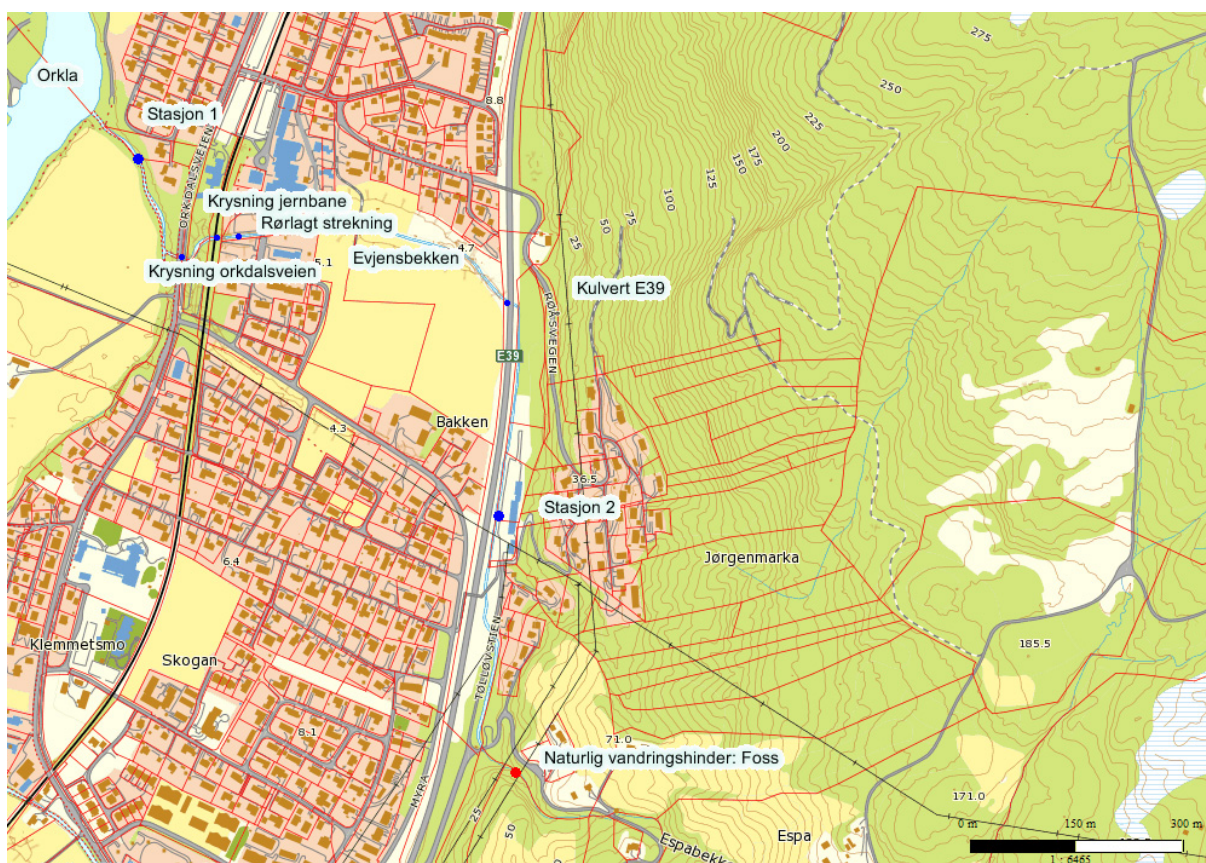 275
Orkla
250
8.8
Stasjon 1
225
200
175
150
125
100
75
50
25
ORKDALSVEIEN
Krysning jernbane
Rørlagt strekning
4.7
5.1
Evjensbekken
Krysning orkdalsveien
Kulvert E39
RØÅSVEGEN
E39
Bakken
4.3
36.5
Stasjon 2
Jørgenmarka
6.4
Klemmetsmo
Skogan
185.5
TØLLØVSTIEN
8.1
71.0
Naturlig vandringshinder: Foss
MYRA
25
50
171.0
Espabekk
Espa
0 m 150 m 300 m
1 : 6465